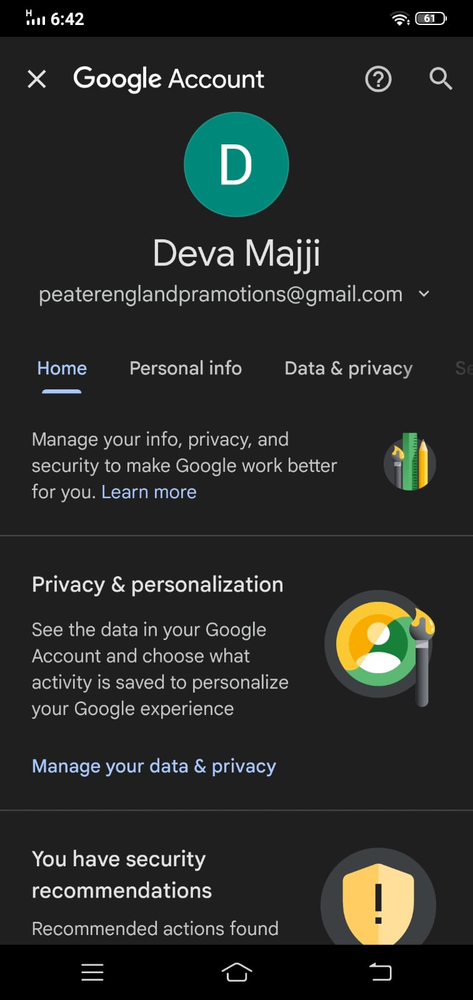 H 6:42 61
Google Account
D
Deva Majji
peaterenglandpramotions@gmail.com
Home Personal info Data & privacy Se
Manage your info, privacy, and
security to make Google work better
for you. Learn more
Privacy & personalization
See the data in your Google
Account and choose what
activity is saved to personalize
your Google experience
Manage your data & privacy
You have security
recommendations
Recommended actions found